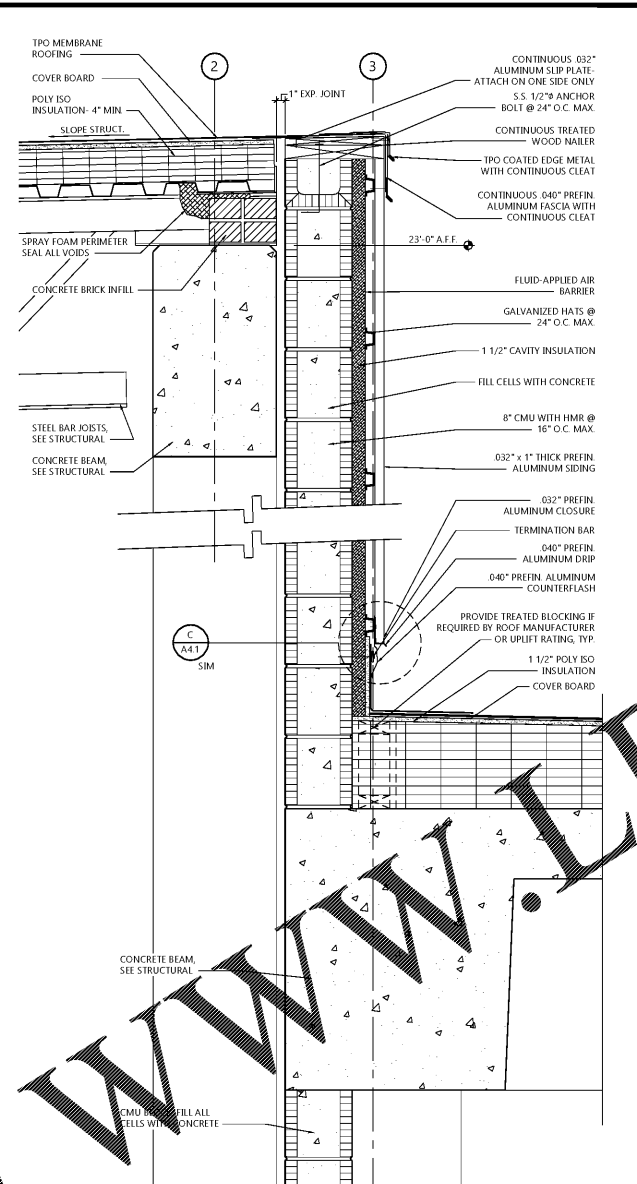 TPO MEMBRANE
ROOFING
COVER BOARD
POLY ISO
INSULATION- 4" MIN.
SLOPE STRUCT.
2
3
1" EXP. JOINT
CONTINUOUS .032"
ALUMINUM SLIP PLATE-
ATTACH ON ONE SIDE ONLY
S.S. 1/2"ø ANCHOR
BOLT @ 24" O.C. MAX.
CONTINUOUS TREATED
WOOD NAILER
TPO COATED EDGE METAL
WITH CONTINUOUS CLEAT
CONTINUOUS .040" PREFIN.
ALUMINUM FASCIA WITH
CONTINUOUS CLEAT
23'-0" A.F.F.
SPRAY FOAM PERIMETER
SEAL ALL VOIDS
CONCRETE BRICK INFILL
FLUID-APPLIED AIR
BARRIER
GALVANIZED HATS @
24" O.C. MAX.
1 1/2" CAVITY INSULATION
FILL CELLS WITH CONCRETE
8" CMU WITH HMR @
16" O.C. MAX.
STEEL BAR JOISTS,
SEE STRUCTURAL
CONCRETE BEAM,
SEE STRUCTURAL
.032" x 1" THICK PREFIN.
ALUMINUM SIDING
.032" PREFIN.
ALUMINUM CLOSURE
TERMINATION BAR
.040" PREFIN.
ALUMINUM DRIP
.040" PREFIN. ALUMINUM
COUNTERFLASH
C
A4.1
SIM
PROVIDE TREATED BLOCKING IF
REQUIRED BY ROOF MANUFACTURER
OR UPLIFT RATING, TYP.
1 1/2" POLY ISO
INSULATION
COVER BOARD
CONCRETE BEAM,
SEE STRUCTURAL
CMU FILL ALL
CELLS WITH CONCRETE
WWW.L